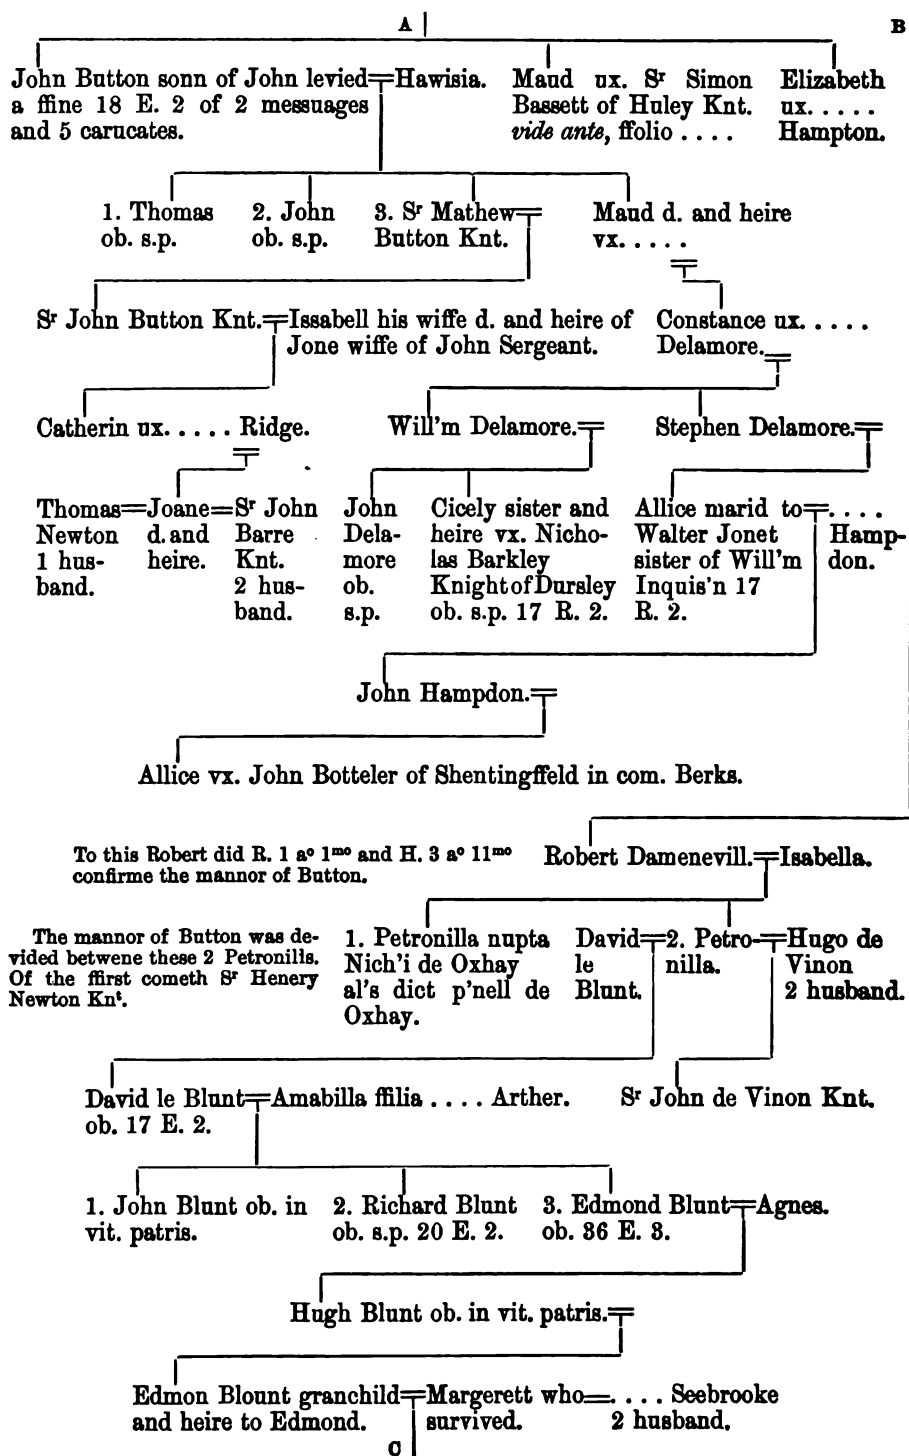 A B
John Button sonn of John levied=Hawisia. Maud ux. Sr Simon Elizabeth
a ffine 18 E. 2 of 2 messuages Bassett of Huley Knt. ux.....
and 5 carucates. vide ante, ffolio .... Hampton.
1. Thomas 2. John 3. Sr Mathew= Maud d. and heire
ob. s.p. ob. s.p. Button Knt. vx.....
Sr John Button Knt.=Issabell his wiffe d. and heire of Constance ux.....
Jone wiffe of John Sergeant. Delamore.=
Catherin ux..... Ridge. Will'm Delamore.= Stephen Delamore.=
Thomas=Joane=Sr John John Cicely sister and Allice marid to=....
Newton d. and Barre Dela- heire vx. Nicho- Walter Jonet Hamp-
1 hus- heire. Knt. more las Barkley sister of Will'm don.
band. 2 hus- ob. Knight of Dursley Inquis'n 17
band. s.p. ob. s.p. 17 R. 2. R. 2.
John Hampdon.=
Allice vx. John Botteler of Shentingffeld in com. Berks.
To this Robert did R. 1 aº 1mo and H. 3 aº 11mo Robert Damenevill.=Isabella.
confirme the mannor of Button.
The mannor of Button was de- 1. Petronilla nupta David=2. Petro-=Hugo de
vided betwene these 2 Petronills. Nich'i de Oxhay le nilla. Vinon
Of the ffirst cometh Sr Henery al's dict p'nell de Blunt. 2 husband.
Newton Knt. Oxhay.
David le Blunt=Amabilla ffilia .... Arther. Sr John de Vinon Knt.
ob. 17 E. 2.
1. John Blunt ob. in 2. Richard Blunt 3. Edmond Blunt=Agnes.
vit. patris. ob. s.p. 20 E. 2. ob. 36 E. 3.
Hugh Blunt ob. in vit. patris.=
Edmon Blount granchild=Margerett who=.... Seebrooke
and heire to Edmond. survived. 2 husband.
C